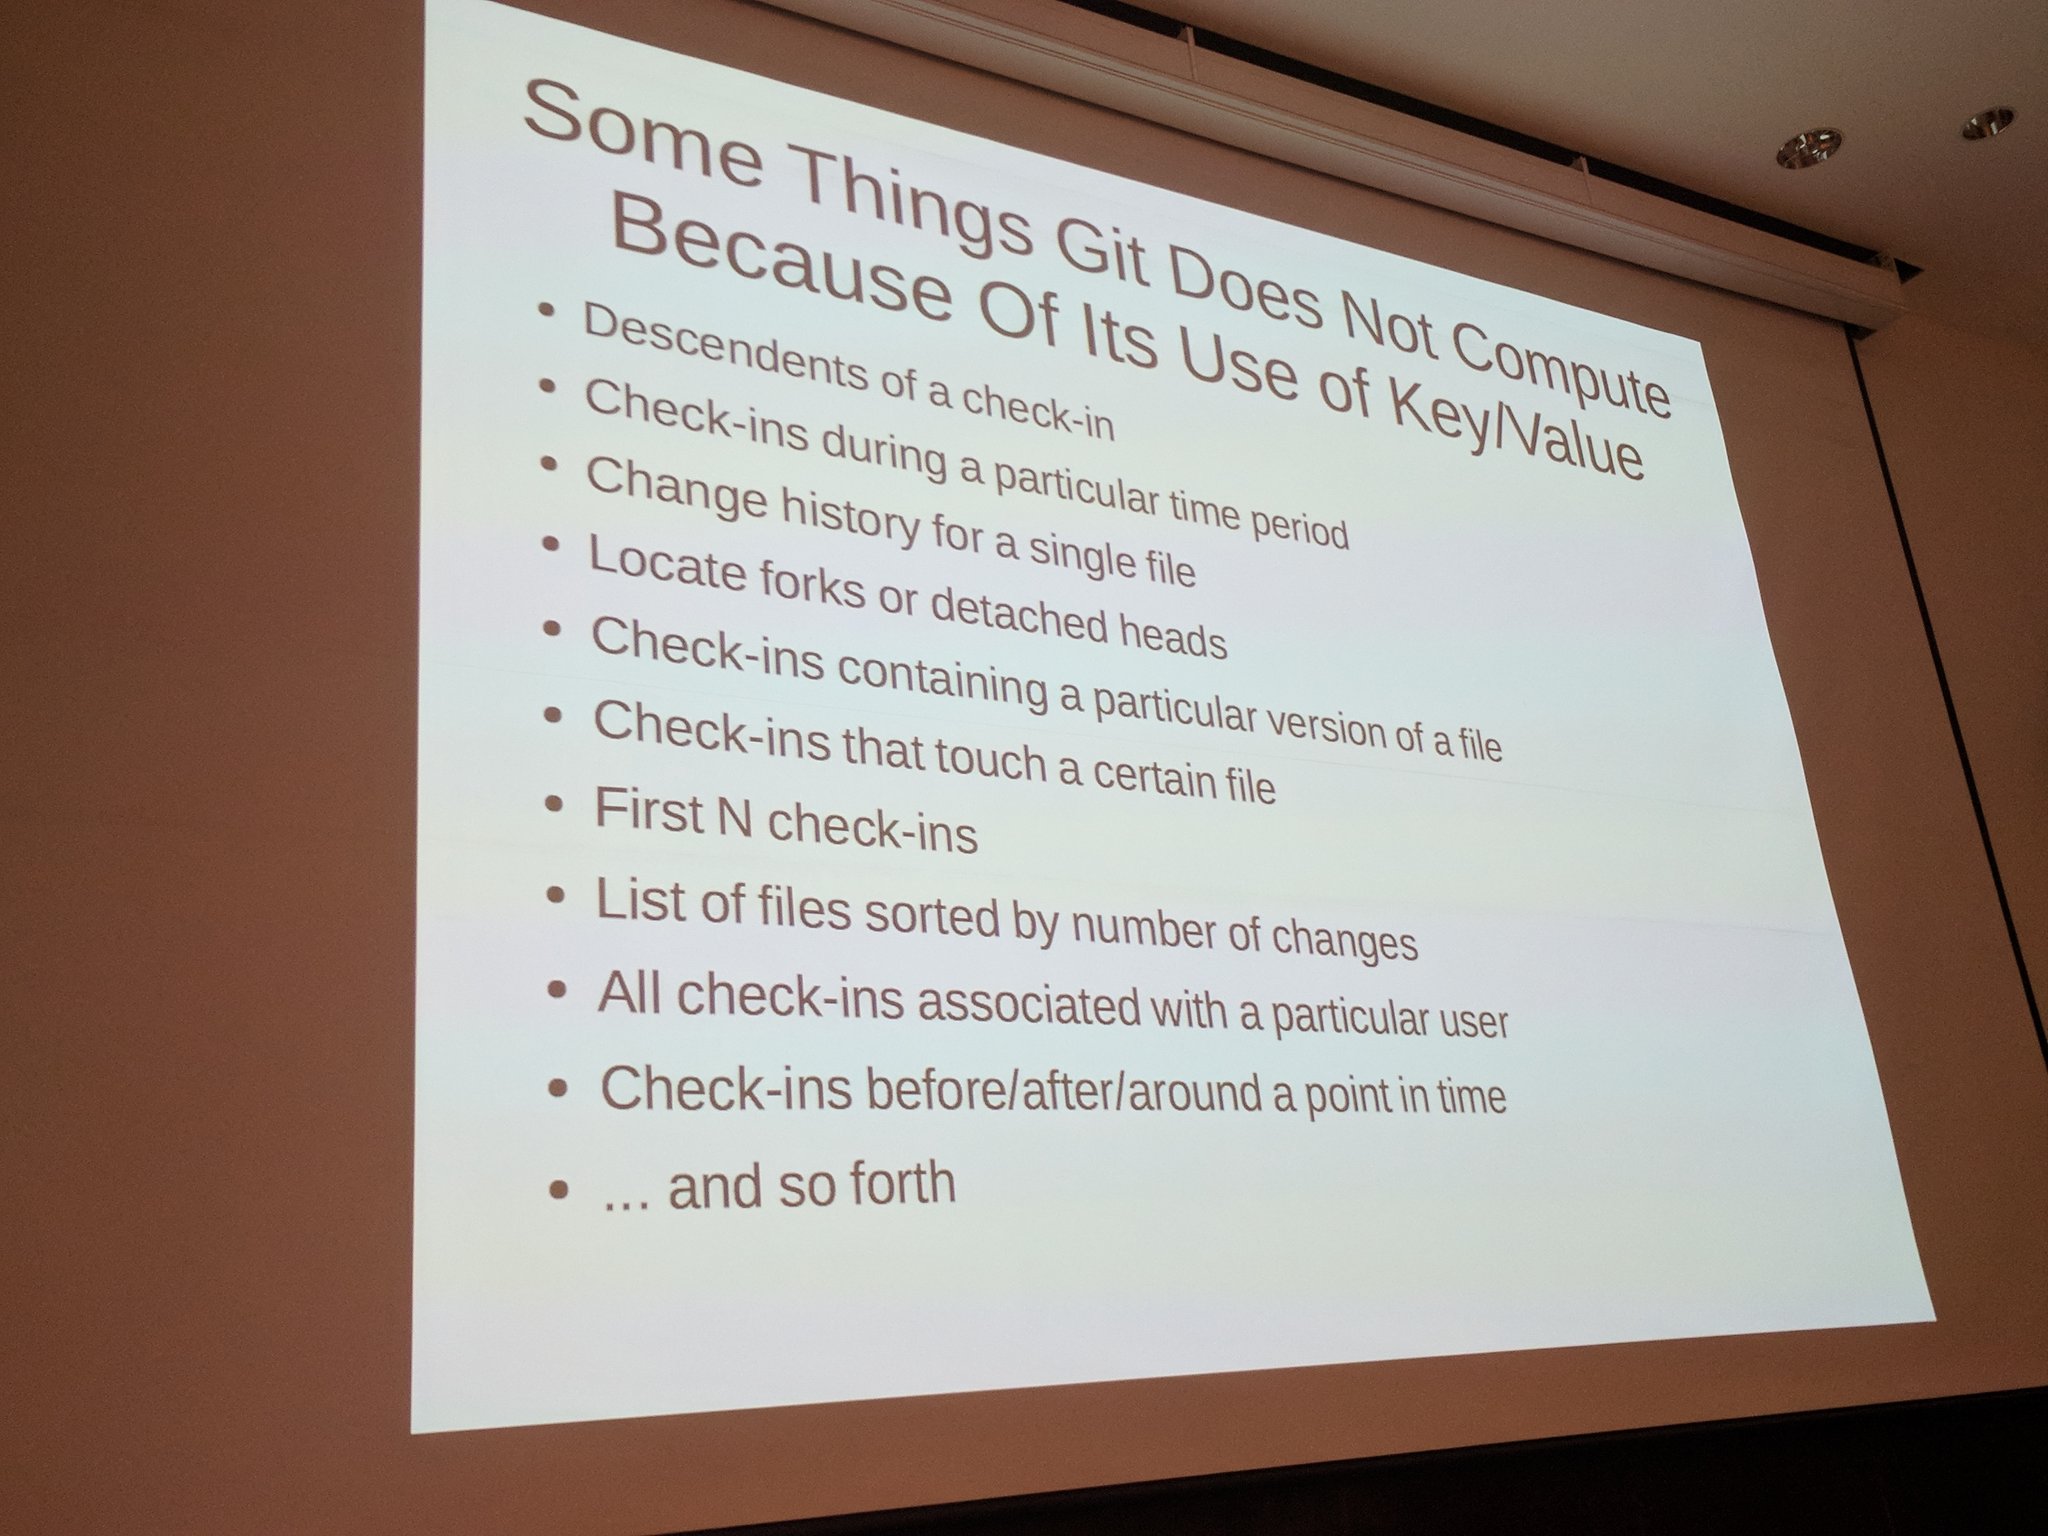 Some Things Git Does Not Compute
Because Of Its Use of Key/Value
• Descendents of a check-in
• Check-ins during a particular time period
• Change history for a single file
• Locate forks or detached heads
• Check-ins containing a particular version of a file
• Check-ins that touch a certain file
• First N check-ins
• List of files sorted by number of changes
• All check-ins associated with a particular user
• Check-ins before/after/around a point in time
• ... and so forth